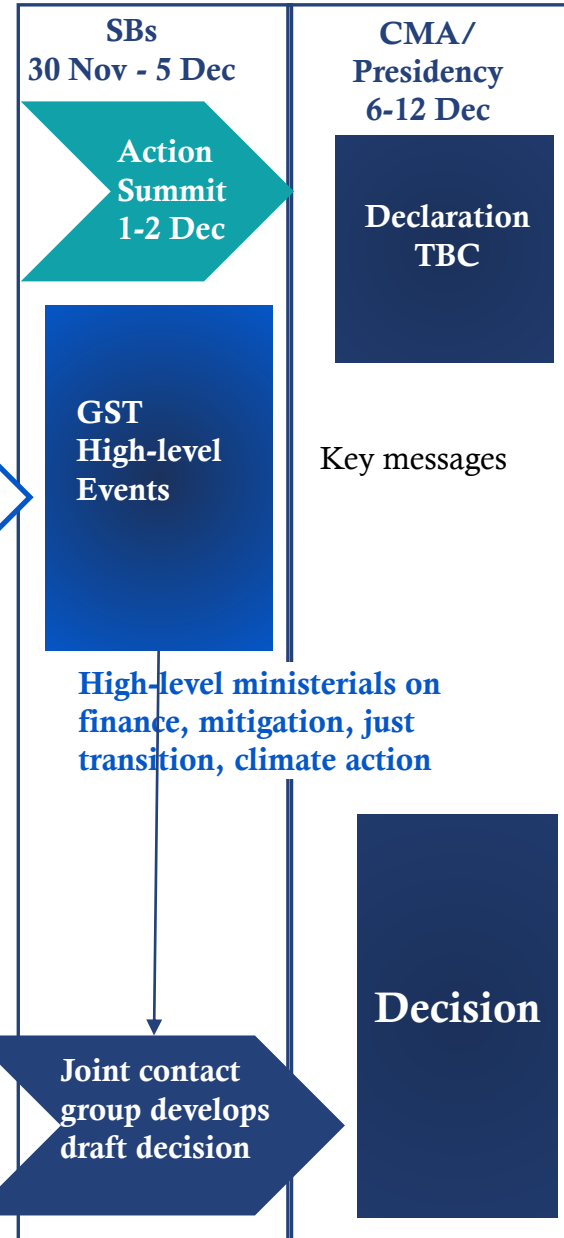 SBs
30 Nov - 5 Dec
CMA/
Presidency
6-12 Dec
Action
Summit
1-2 Dec
Declaration
TBC
GST
High-level
Events
Key messages
High-level ministerials on
finance, mitigation, just
transition, climate action
Decision
Joint contact
group develops
draft decision